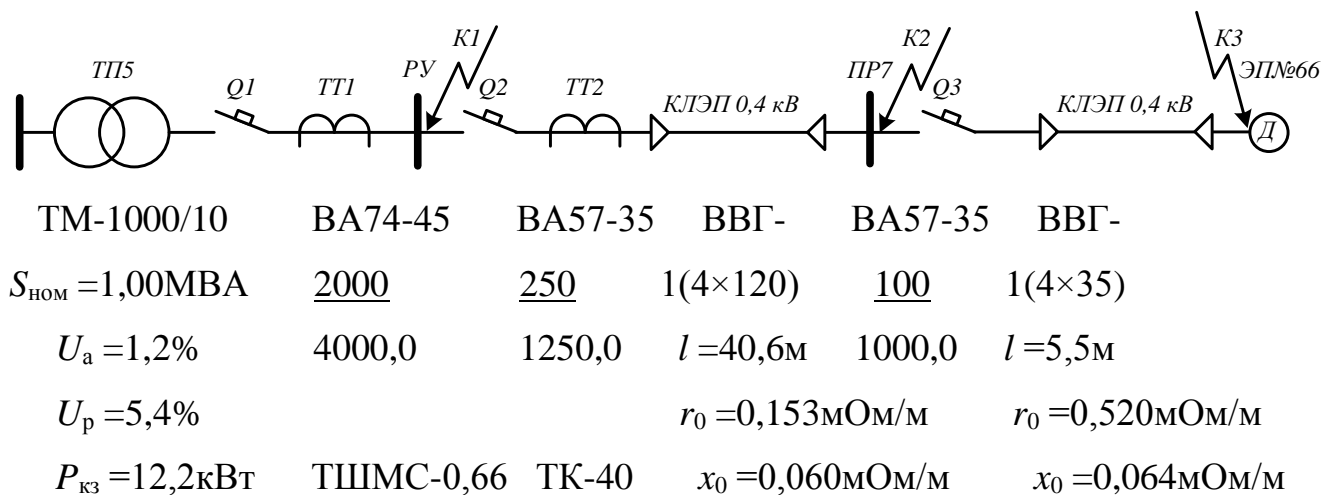 К1 К2 К3
ТП5 Q1 ТТ1 РУ Q2 ТТ2 ПР7 Q3 ЭП№66
КЛЭП 0,4 кВ КЛЭП 0,4 кВ
Д
ТМ-1000/10 ВА74-45 ВА57-35 ВВГ- ВА57-35 ВВГ-
Sном =1,00МВА 2000 250 1(4×120) 100 1(4×35)
Uа =1,2% 4000,0 1250,0 l =40,6м 1000,0 l =5,5м
Uр =5,4% r0 =0,153мОм/м r0 =0,520мОм/м
Pкз =12,2кВт ТШМС-0,66 ТК-40 x0 =0,060мОм/м x0 =0,064мОм/м